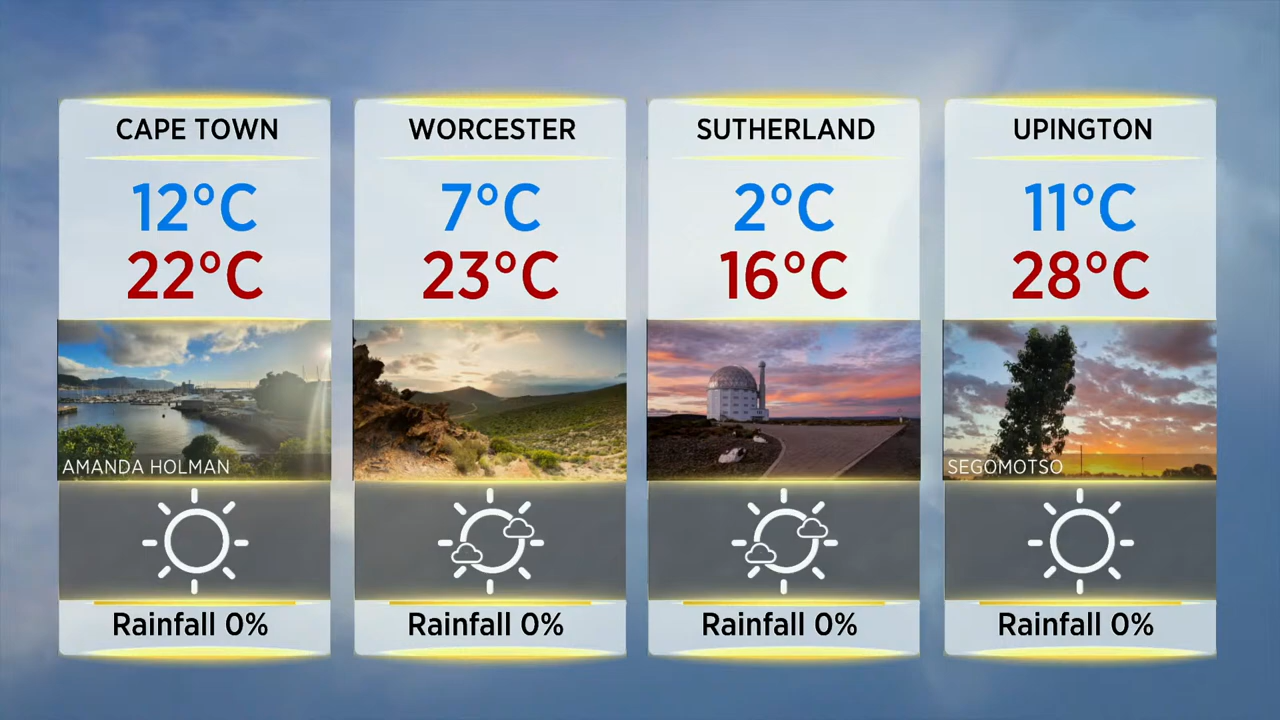 CAPE TOWN
12°C
22°C
AMANDA HOLMAN
Rainfall 0%
WORCESTER
7°C
23°C
Rainfall 0%
SUTHERLAND
2°C
16°C
Rainfall 0%
UPINGTON
11°C
28°C
SEGOMOTSO
Rainfall 0%